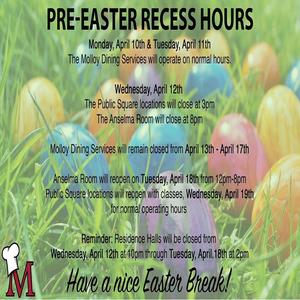 PRE-EASTER RECESS HOURS
Monday, April 10th & Tuesday, April 11th
The Molloy Dining Services will operate on normal hours.
Wednesday, April 12th
The Public Square locations will close at 3pm
The Anselma Room will close at 8pm
Molloy Dining Services will remain closed from April 13th - April 17th
Anselma Room will reopen on Tuesday, April 18th from 12pm-8pm
Public Square locations will reopen with classes, Wednesday, April 19th
for normal operating hours
Reminder: Residence Halls will be closed from
Wednesday, April 12th at 10pm through Tuesday, April 18th at 2pm
M
Have a nice Easter Break!